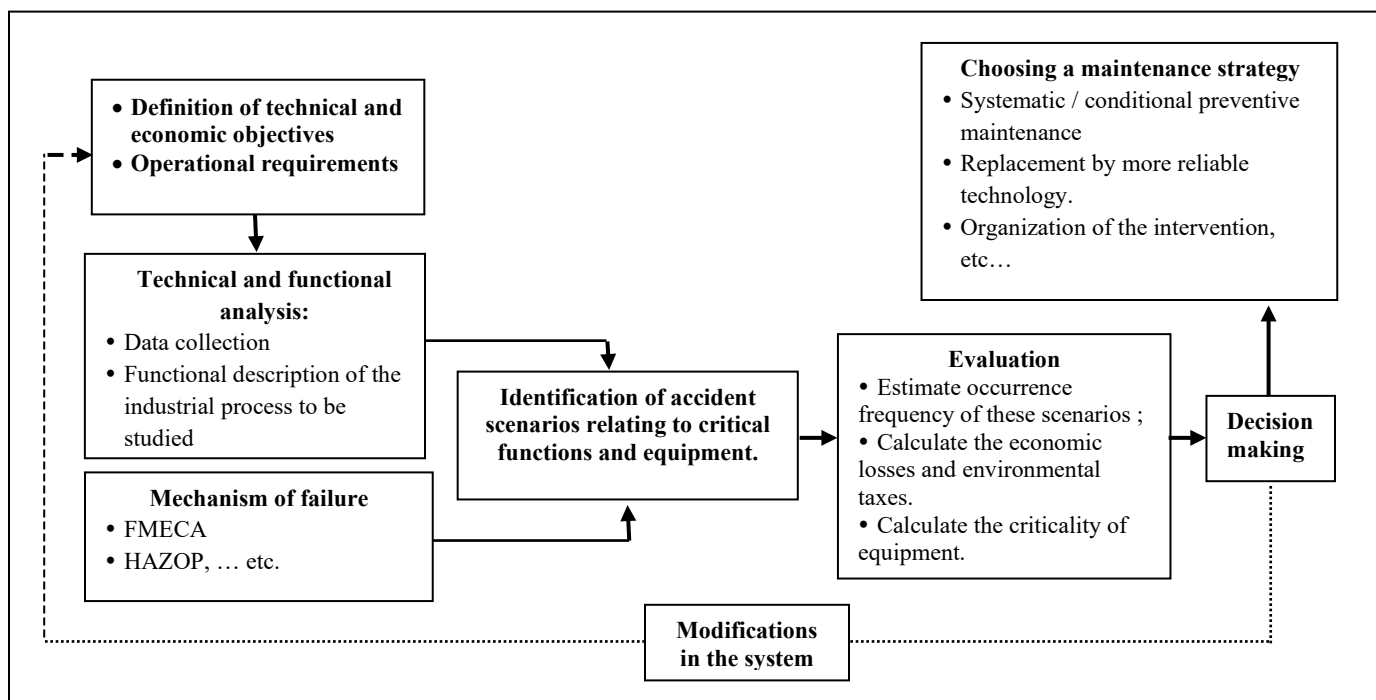 • Definition of technical and
economic objectives
• Operational requirements
Technical and functional
analysis:
• Data collection
• Functional description of the
industrial process to be
studied
Mechanism of failure
• FMECA
• HAZOP, … etc.
Identification of accident
scenarios relating to critical
functions and equipment.
Evaluation
• Estimate occurrence
frequency of these scenarios ;
• Calculate the economic
losses and environmental
taxes.
• Calculate the criticality of
equipment.
Decision
making
Choosing a maintenance strategy
• Systematic / conditional preventive
maintenance
• Replacement by more reliable
technology.
• Organization of the intervention,
etc…
Modifications
in the system